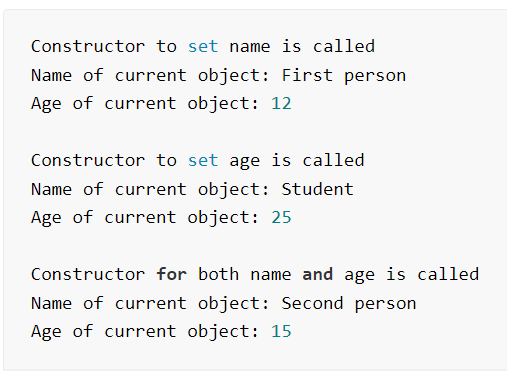 Constructor to set name is called
Name of current object: First person
Age of current object: 12
Constructor to set age is called
Name of current object: Student
Age of current object: 25
Constructor for both name and age is called
Name of current object: Second person
Age of current object: 15